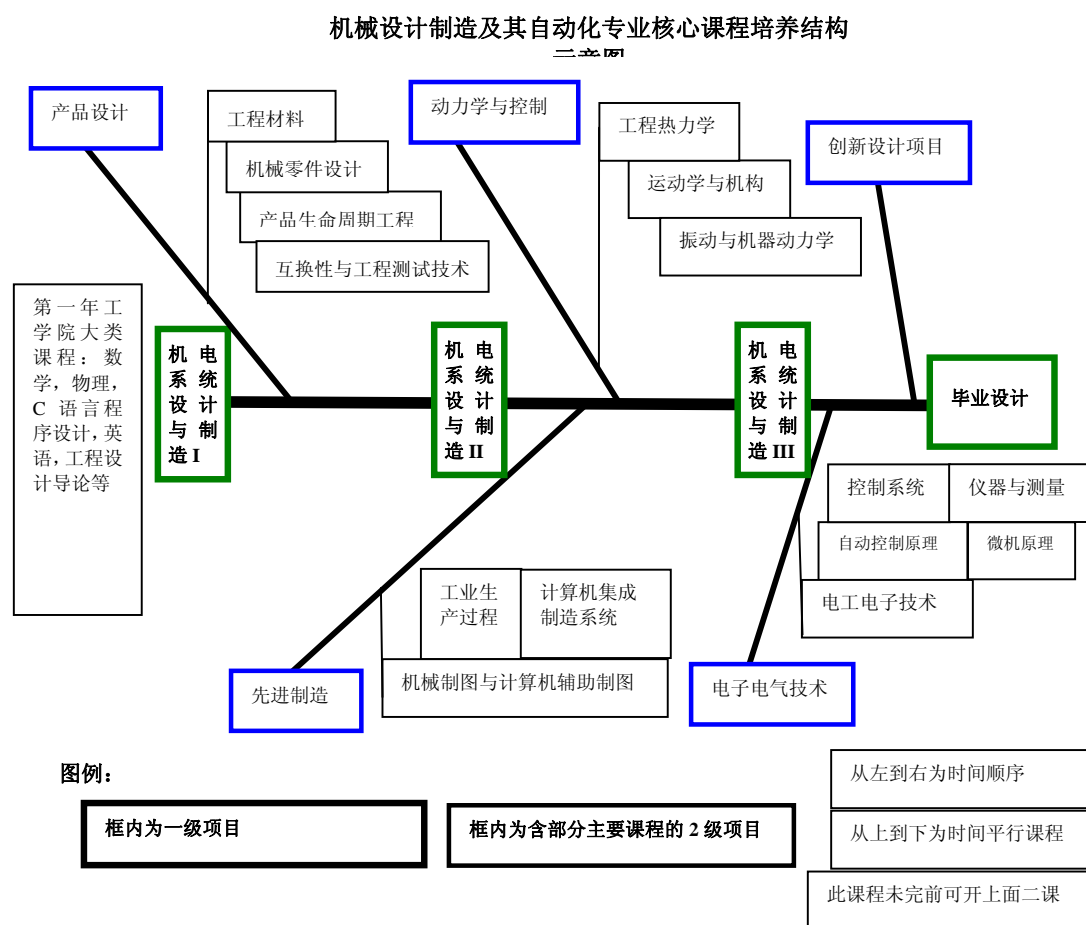 机械设计制造及其自动化专业核心课程培养结构
示意图
产品设计
工程材料
机械零件设计
产品生命周期工程
互换性与工程测试技术
动力学与控制
工程热力学
运动学与机构
振动与机器动力学
创新设计项目
第一年工
学院大类
课程：数
学，物理，
C 语言程
序设计，英
语，工程设
计导论等
机电
系统
设计
与制
造 I
机电
系统
设计
与制
造 II
机电
系统
设计
与制
造 III
毕业设计
控制系统
仪器与测量
自动控制原理
微机原理
电工电子技术
工业生
产过程
计算机集成
制造系统
机械制图与计算机辅助制图
先进制造
电子电气技术
图例：
框内为一级项目
框内为含部分主要课程的 2 级项目
从左到右为时间顺序
从上到下为时间平行课程
此课程未完前可开上面二课